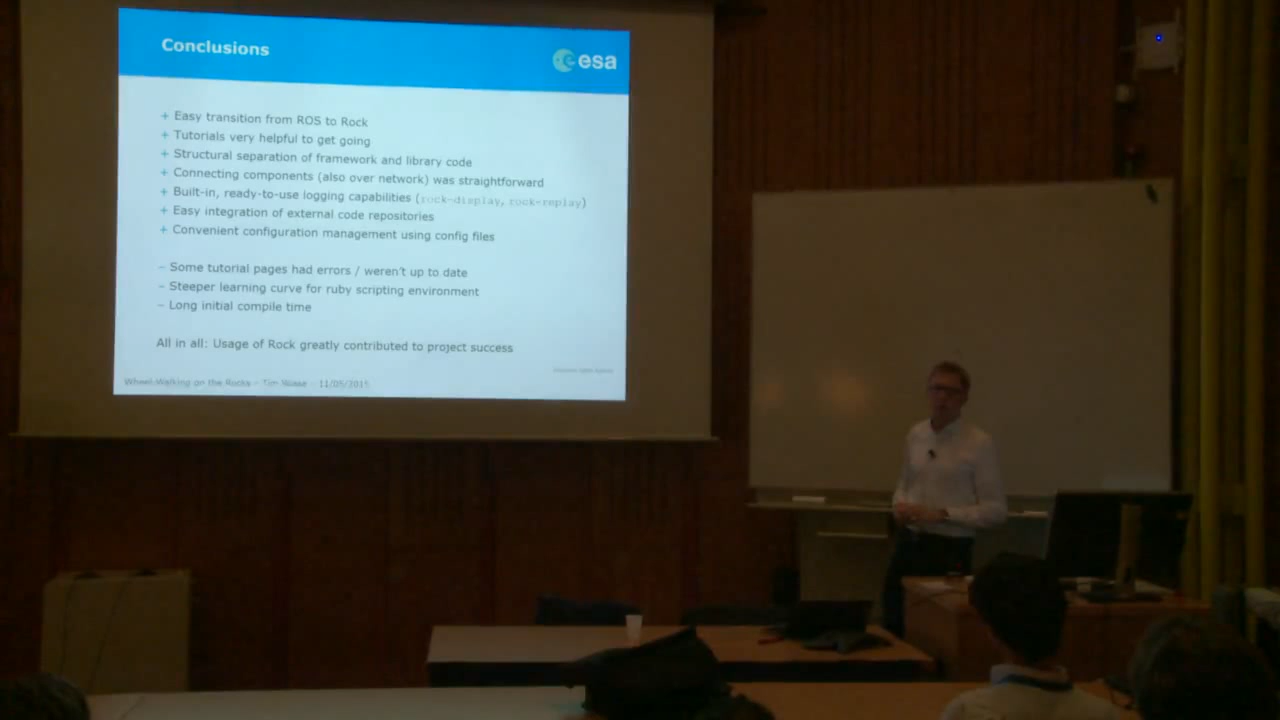 Conclusions
esa
+ Easy transition from ROS to Rock
+ Tutorials very helpful to get going
+ Structural separation of framework and library code
+ Connecting components (also over network) was straightforward
+ Built-in, ready-to-use logging capabilities (rock-display, rock-replay)
+ Easy integration of external code repositories
+ Convenient configuration management using config files
– Some tutorial pages had errors / weren't up to date
– Steeper learning curve for ruby scripting environment
– Long initial compile time
All in all: Usage of Rock greatly contributed to project success
Wheel-Walking on the Rocks – Tim – 11/05/2015